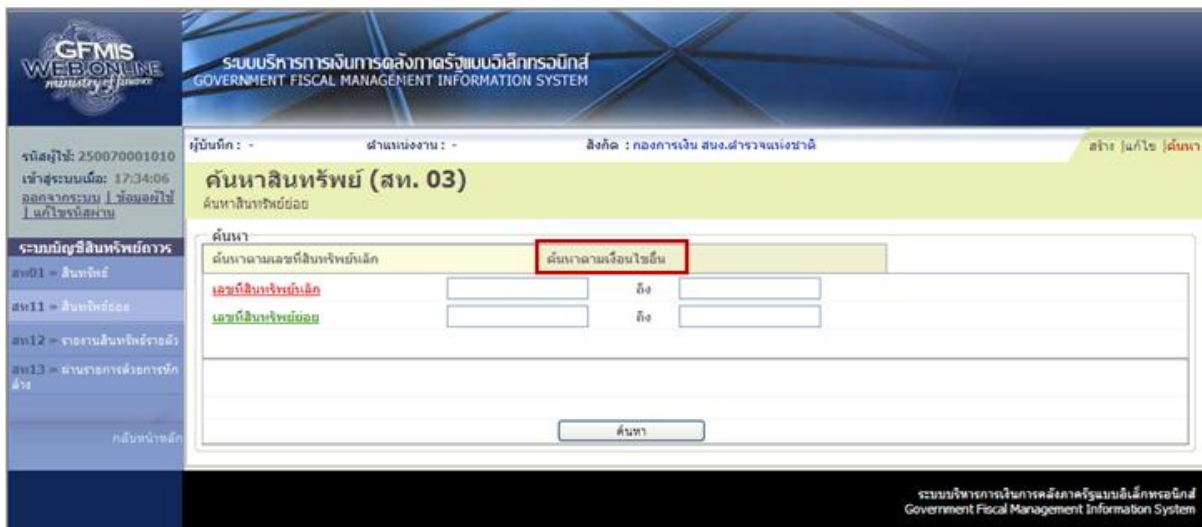 GFMIS
WEB ONLINE
ministry of finance
ระบบบริหารการเงินการคลังภาครัฐแบบอิเล็กทรอนิกส์
GOVERNMENT FISCAL MANAGEMENT INFORMATION SYSTEM
รหัสผู้ใช้: 250070001010
เข้าสู่ระบบเมื่อ: 17:34:06
ออกจากระบบ | ข้อมูลผู้ใช้
| แก้ไขรหัสผ่าน
ผู้บันทึก : - ตำแหน่งงาน : - สังกัด : กองการเงิน สนง.ตำรวจแห่งชาติ
สร้าง |แก้ไข |ค้นหา
ค้นหาสินทรัพย์ (สท. 03)
ค้นหาสินทรัพย์ย่อย
ระบบบัญชีสินทรัพย์ถาวร
สท01 » สินทรัพย์
สท11 » สินทรัพย์ย่อย
สท12 » รายงานสินทรัพย์รายตัว
สท13 » ผ่านรายการด้วยการหัก
ล้าง
กลับหน้าหลัก
ค้นหา
ค้นหาตามเลขที่สินทรัพย์หลัก ค้นหาตามเงื่อนไขอื่น
เลขที่สินทรัพย์หลัก ถึง
เลขที่สินทรัพย์ย่อย ถึง
ค้นหา
ระบบบริหารการเงินการคลังภาครัฐแบบอิเล็กทรอนิกส์
Government Fiscal Management Information System